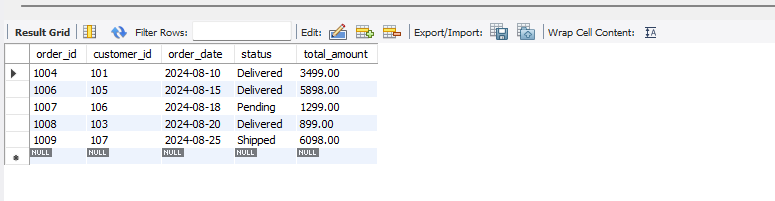 Result Grid Filter Rows: Edit: Export/Import: Wrap Cell Content: IA
order_id customer_id order_date status total_amount
1004 101 2024-08-10 Delivered 3499.00
1006 105 2024-08-15 Delivered 5898.00
1007 106 2024-08-18 Pending 1299.00
1008 103 2024-08-20 Delivered 899.00
1009 107 2024-08-25 Shipped 6098.00
NULL NULL NULL NULL NULL